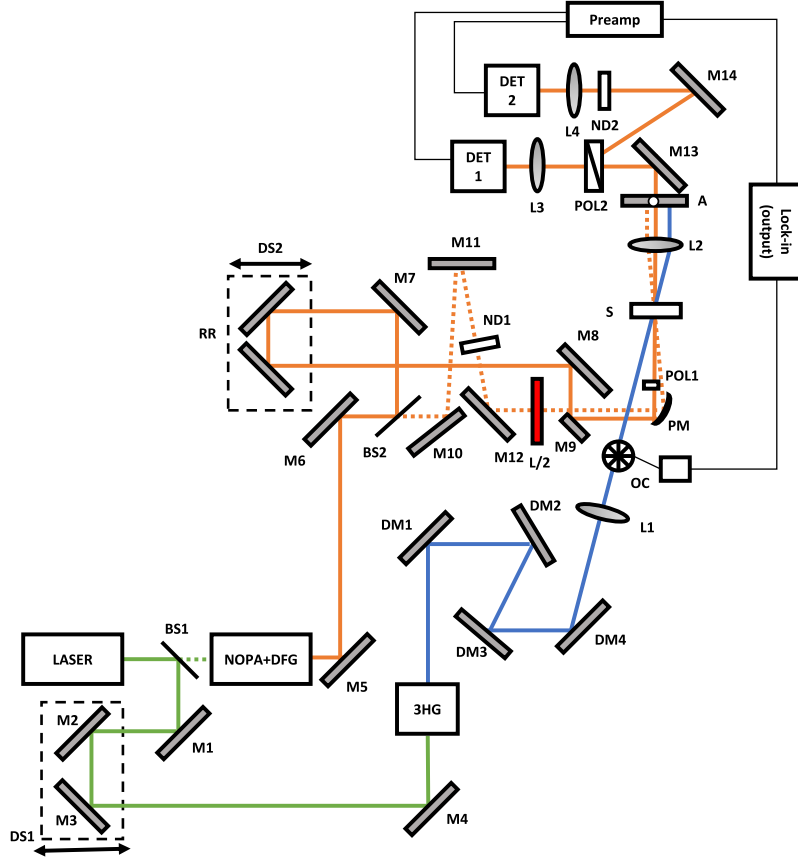 Preamp
M14
DET
2
L4
ND2
M13
DET
1
L3
POL2
A
Lock-in
(output)
M11
DS2
M7
L2
ND1
S
RR
M8
POL1
M6
BS2
M10
M12
L/2
M9
PM
OC
DM1
DM2
L1
BS1
LASER
NOPA+DFG
M5
DM3
DM4
M2
M1
3HG
M3
M4
DS1